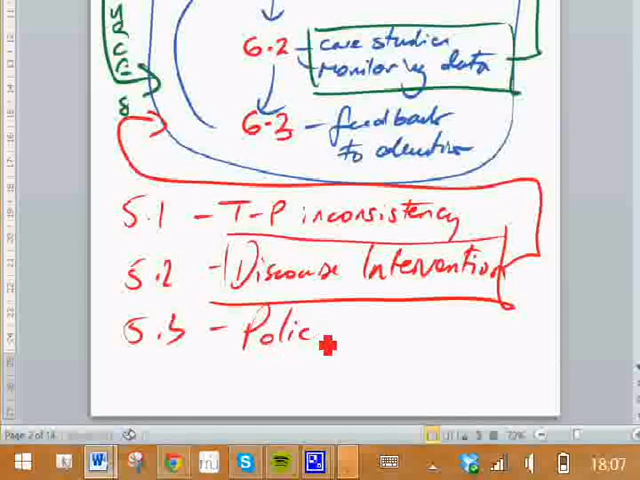 y
R
C
E
S
6.2 - case studies
monitoring data
6.3 - feedback
to
5.1 - T-P inconsistency
5.2 - Discourse Intervention
5.3 - Polic
Page: 2 of 14
72%
18:07